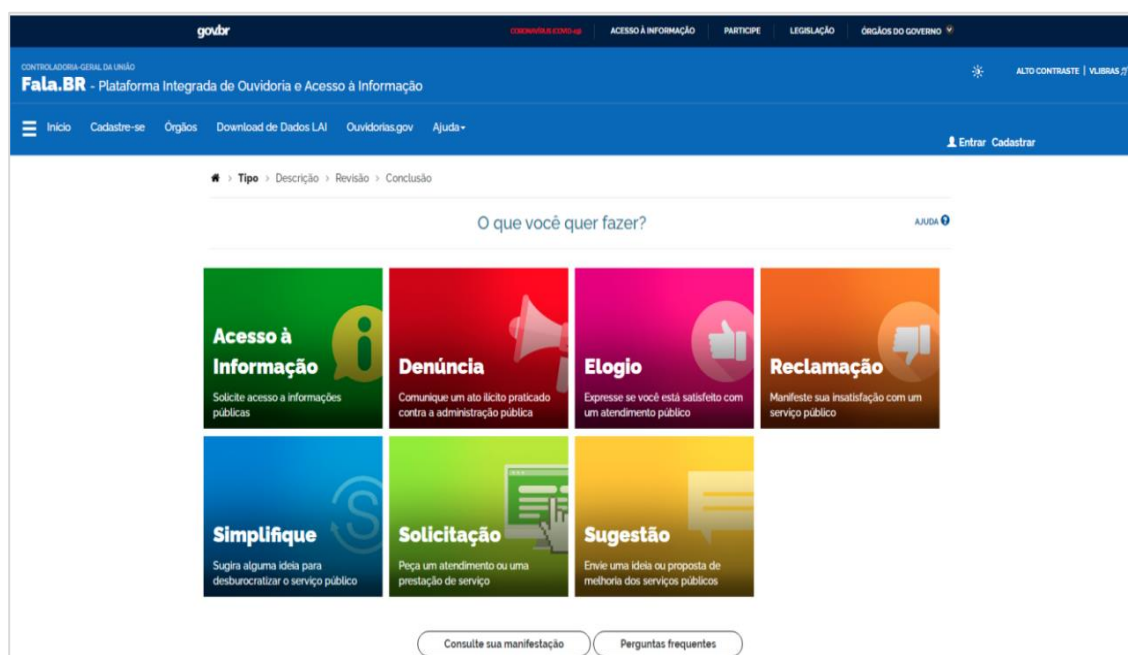 gov.br
CORONAVÍRUS (COVID-19)
ACESSO À INFORMAÇÃO
PARTICIPE
LEGISLAÇÃO
ÓRGÃOS DO GOVERNO
CONTROLADORIA-GERAL DA UNIÃO
Fala.BR - Plataforma Integrada de Ouvidoria e Acesso à Informação
ALTO CONTRASTE | VLIBRAS
Início Cadastre-se Órgãos Download de Dados LAI Ouvidorias.gov Ajuda
Entrar Cadastrar
> Tipo > Descrição > Revisão > Conclusão
O que você quer fazer?
AJUDA
Acesso à
Informação
Solicite acesso a informações
públicas
Denúncia
Comunique um ato ilícito praticado
contra a administração pública
Elogio
Expresse se você está satisfeito com
um atendimento público
Reclamação
Manifeste sua insatisfação com um
serviço público
Simplifique
Sugira alguma ideia para
desburocratizar o serviço público
Solicitação
Peça um atendimento ou uma
prestação de serviço
Sugestão
Envie uma ideia ou proposta de
melhoria dos serviços públicos
Consulte sua manifestação
Perguntas frequentes